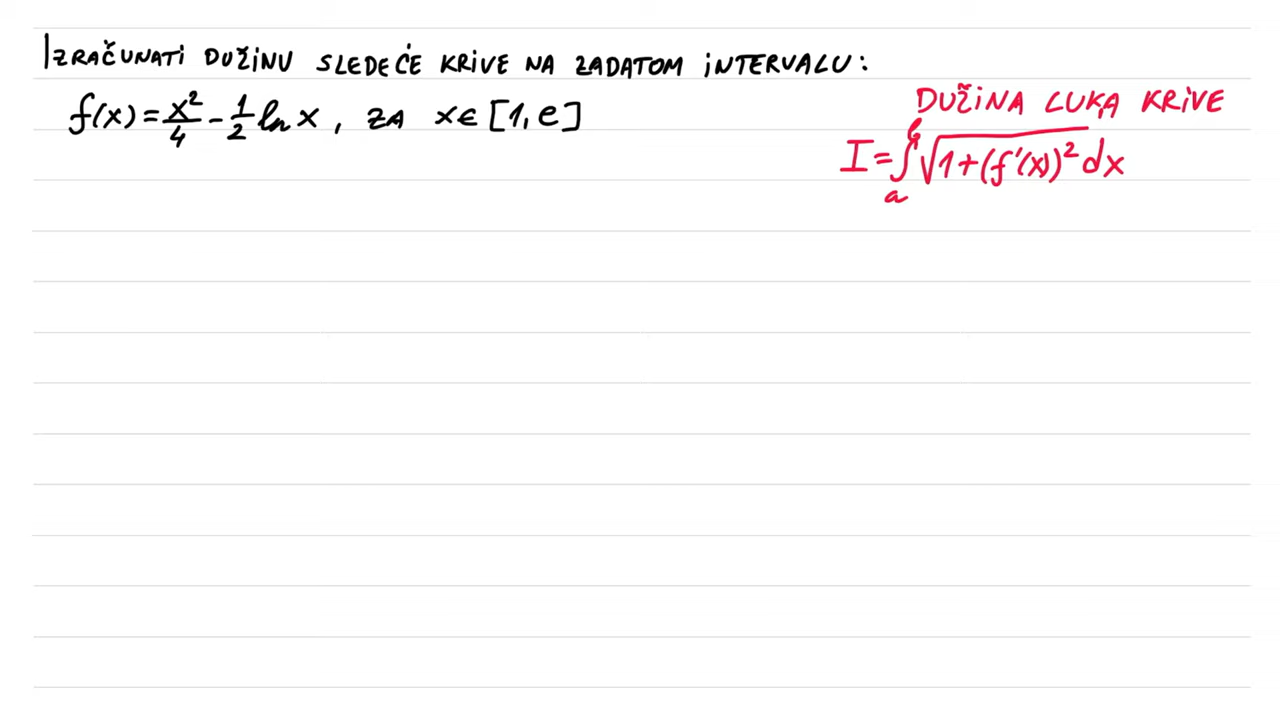 IZRAČUNATI DUŽINU SLEDEĆE KRIVE NA ZADATOM INTERVALU:
f(x) = x²/4 - 1/2 ln x, ZA x ∈ [1, e]
DUŽINA LUKA KRIVE
I = ∫_a^b √(1+(f'(x))²) dx